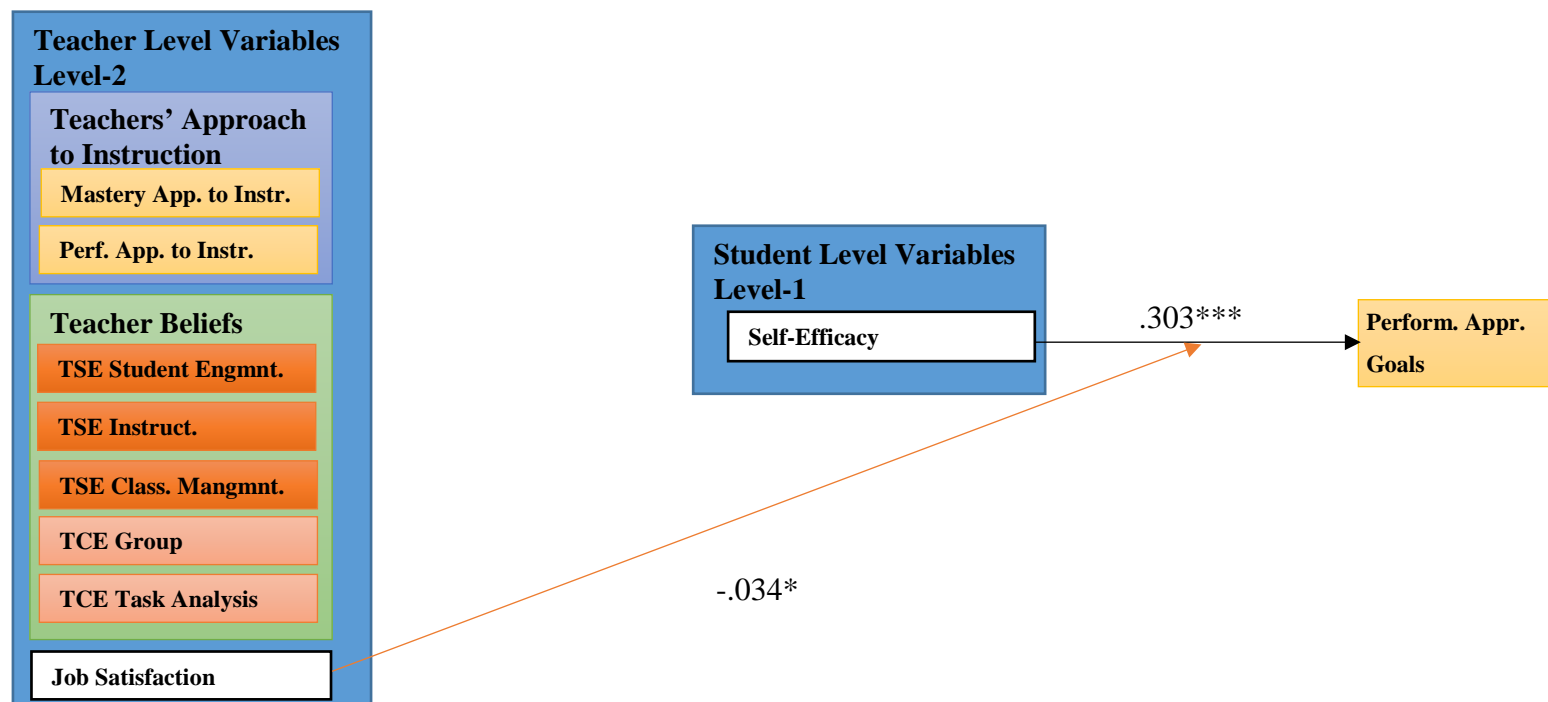 Teacher Level Variables
Level-2
Teachers’ Approach
to Instruction
Mastery App. to Instr.
Perf. App. to Instr.
Teacher Beliefs
TSE Student Engmnt.
TSE Instruct.
TSE Class. Mangmnt.
TCE Group
TCE Task Analysis
Job Satisfaction
Student Level Variables
Level-1
Self-Efficacy
.303***
-.034*
Perform. Appr.
Goals